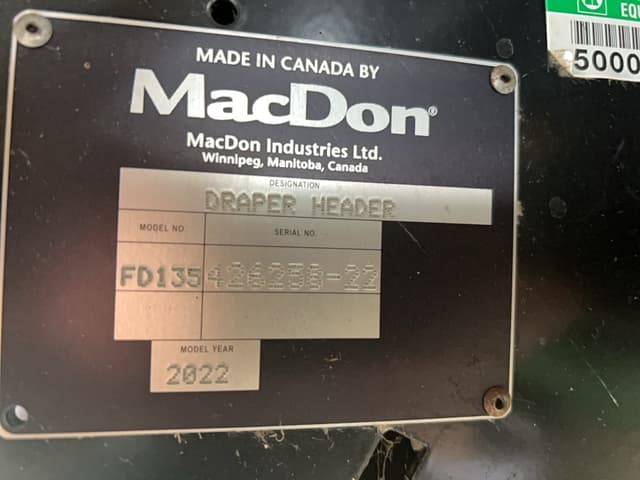 EQU
5000
MADE IN CANADA BY
MacDon®
MacDon Industries Ltd.
Winnipeg, Manitoba, Canada
DESIGNATION
DRAPER HEADER
MODEL NO SERIAL NO.
FD135
MODEL YEAR
2022